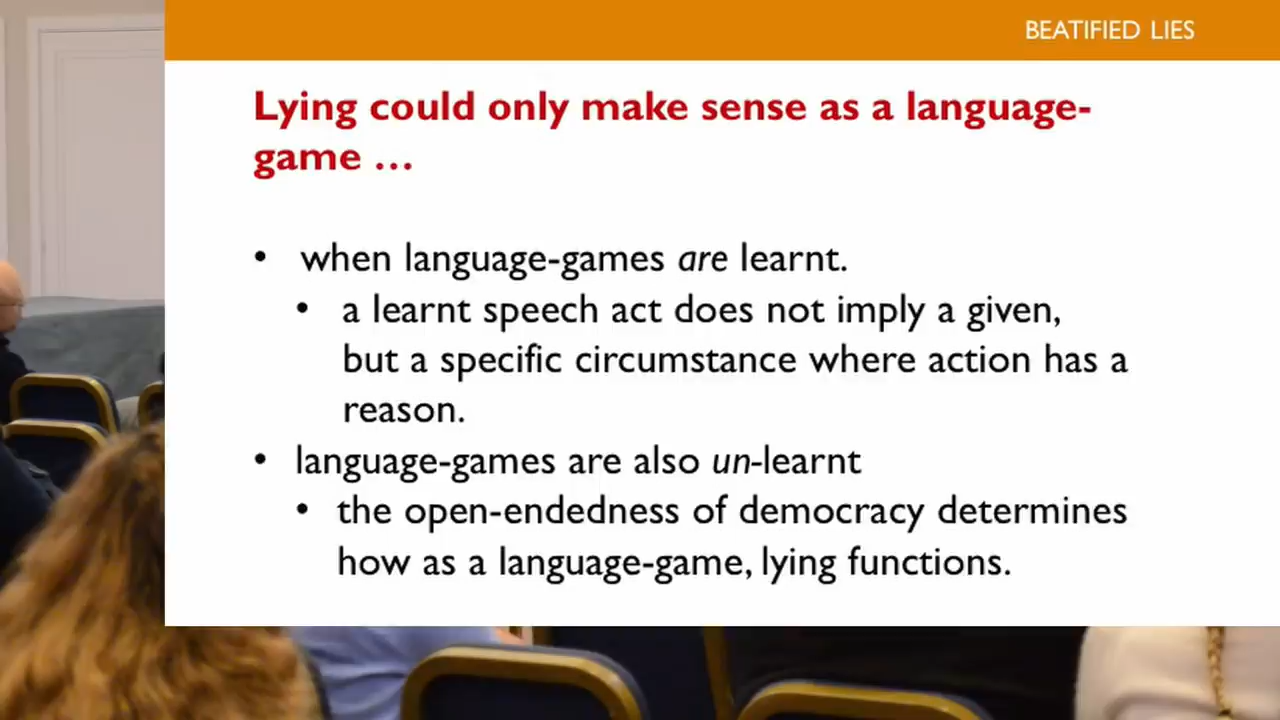 BEATIFIED LIES
Lying could only make sense as a language-
game …
• when language-games are learnt.
• a learnt speech act does not imply a given,
but a specific circumstance where action has a
reason.
• language-games are also un-learnt
• the open-endedness of democracy determines
how as a language-game, lying functions.